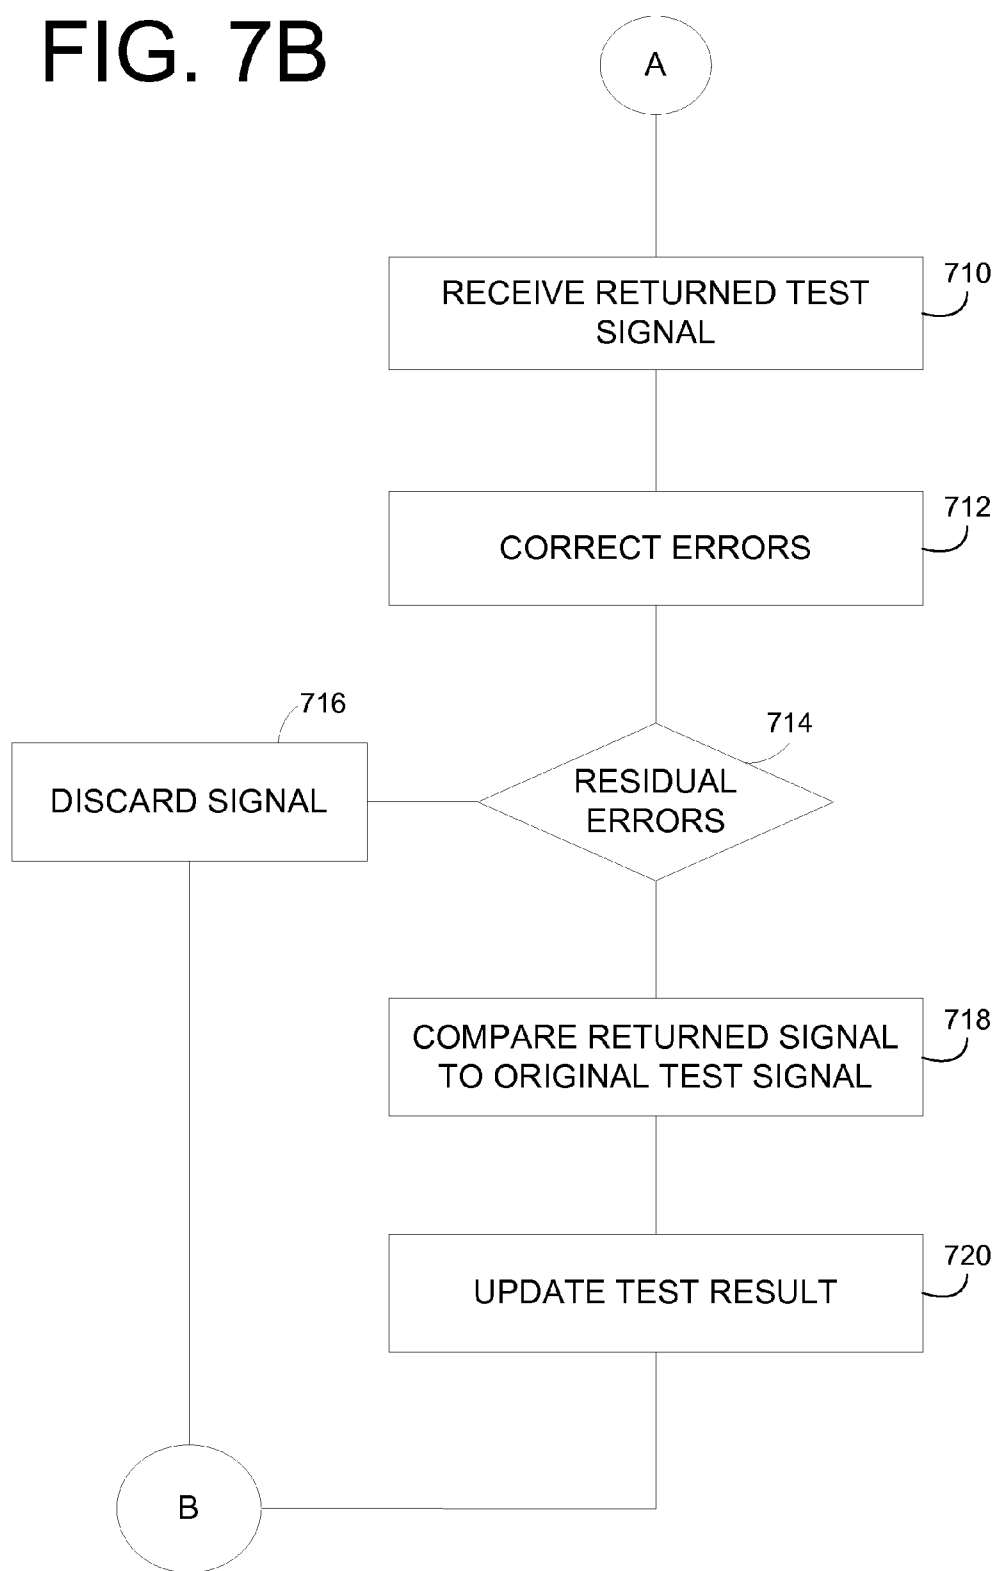 FIG. 7B
A
RECEIVE RETURNED TEST
SIGNAL
710
CORRECT ERRORS
712
716
DISCARD SIGNAL
714
RESIDUAL
ERRORS
COMPARE RETURNED SIGNAL
TO ORIGINAL TEST SIGNAL
718
UPDATE TEST RESULT
720
B